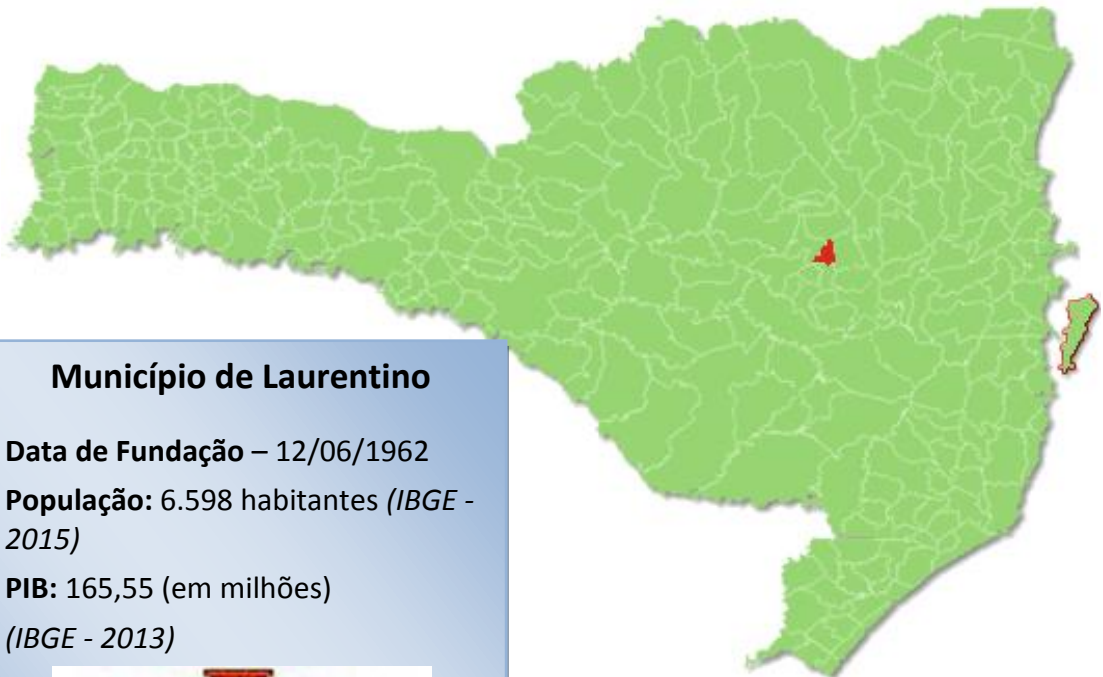 Município de Laurentino
Data de Fundação – 12/06/1962
População: 6.598 habitantes (IBGE -
2015)
PIB: 165,55 (em milhões)
(IBGE - 2013)